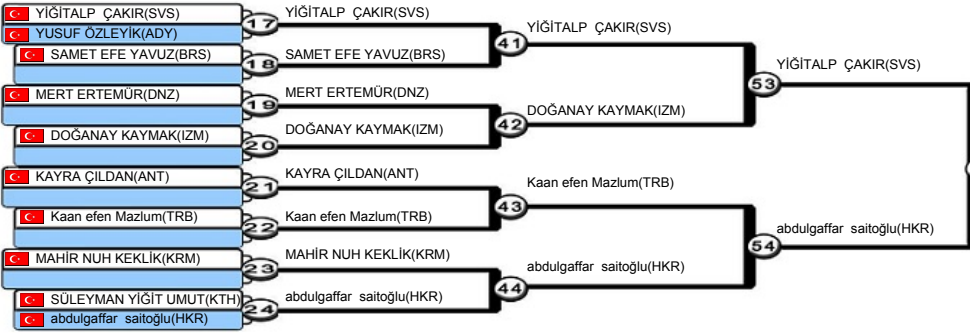 YİĞİTALP ÇAKIR(SVS)
YUSUF ÖZLEYİK(ADY)
17
YİĞİTALP ÇAKIR(SVS)
SAMET EFE YAVUZ(BRS)
18
SAMET EFE YAVUZ(BRS)
41
YİĞİTALP ÇAKIR(SVS)
MERT ERTEMÜR(DNZ)
19
MERT ERTEMÜR(DNZ)
DOĞANAY KAYMAK(IZM)
20
DOĞANAY KAYMAK(IZM)
42
DOĞANAY KAYMAK(IZM)
53
YİĞİTALP ÇAKIR(SVS)
KAYRA ÇILDAN(ANT)
21
KAYRA ÇILDAN(ANT)
Kaan efen Mazlum(TRB)
22
Kaan efen Mazlum(TRB)
43
Kaan efen Mazlum(TRB)
MAHİR NUH KEKLİK(KRM)
23
MAHİR NUH KEKLİK(KRM)
SÜLEYMAN YİĞİT UMUT(KTH)
abdulgaffar saitoğlu(HKR)
24
abdulgaffar saitoğlu(HKR)
44
abdulgaffar saitoğlu(HKR)
54
abdulgaffar saitoğlu(HKR)